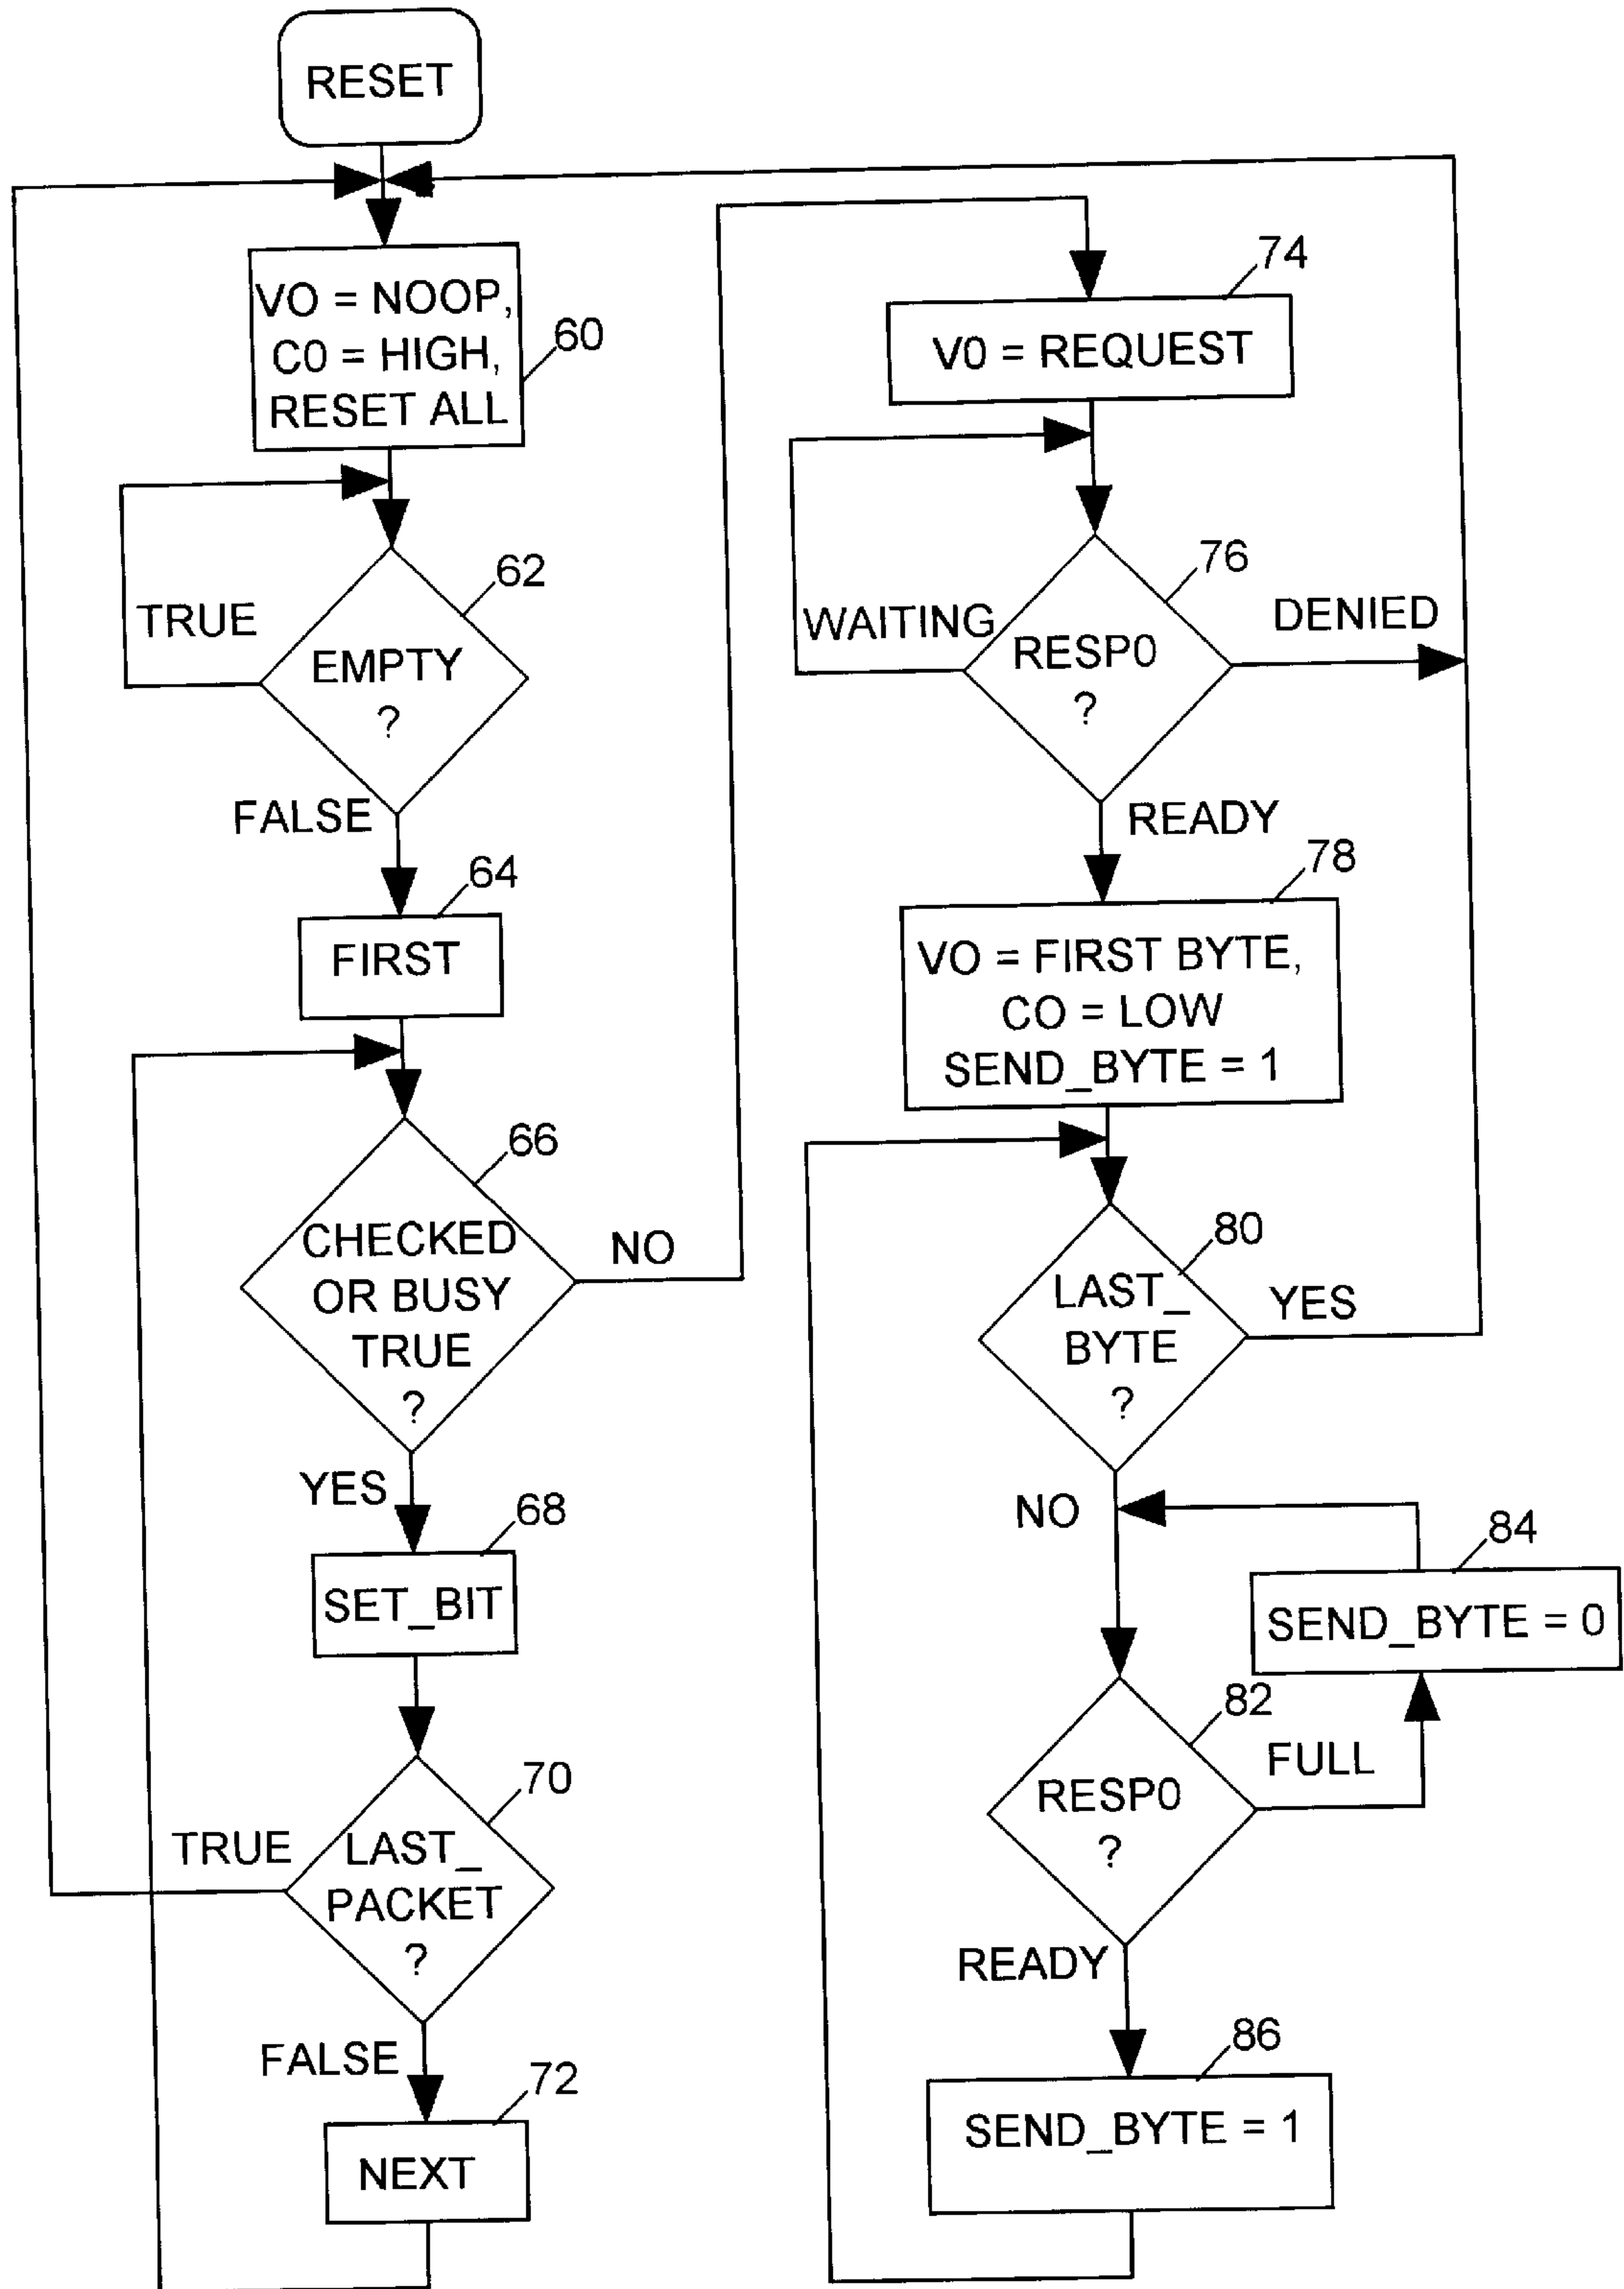 RESET
VO = NOOP,
C0 = HIGH,
RESET ALL
60
62
TRUE
EMPTY
?
FALSE
64
FIRST
66
CHECKED
OR BUSY
TRUE
?
NO
YES
68
SET_BIT
70
TRUE
LAST_
PACKET
?
FALSE
72
NEXT
74
V0 = REQUEST
76
WAITING
RESP0
?
DENIED
READY
78
VO = FIRST BYTE,
CO = LOW
SEND_BYTE = 1
80
LAST_
BYTE
?
YES
NO
84
SEND_BYTE = 0
82
RESP0
?
FULL
READY
86
SEND_BYTE = 1